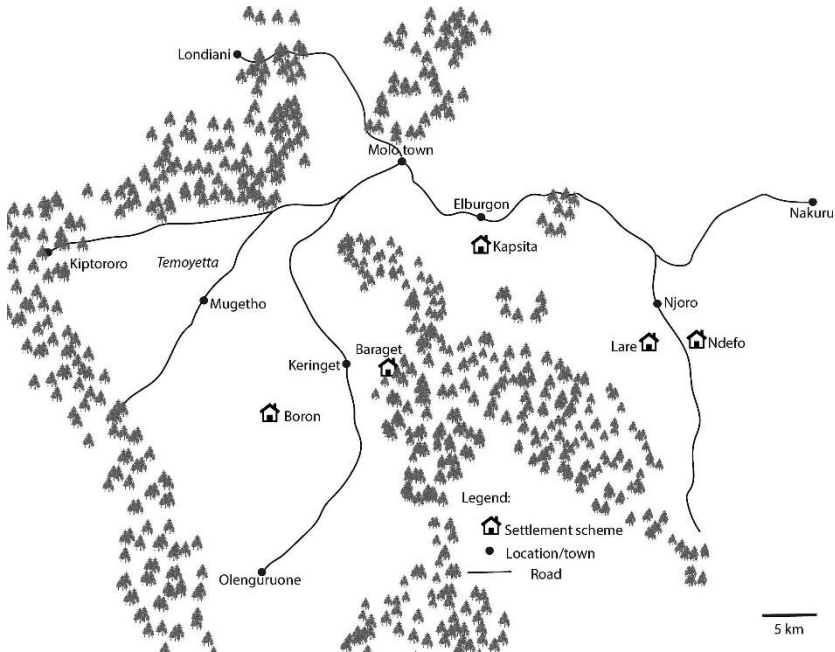 Londiani
Molo town
Elburgon
Nakuru
Kapsita
Kiptororo
Temoyetta
Mugetho
Njoro
Baraget
Lare
Ndefo
Keringet
Boron
Legend:
Settlement scheme
Location/town
Road
Olenguruone
5 km